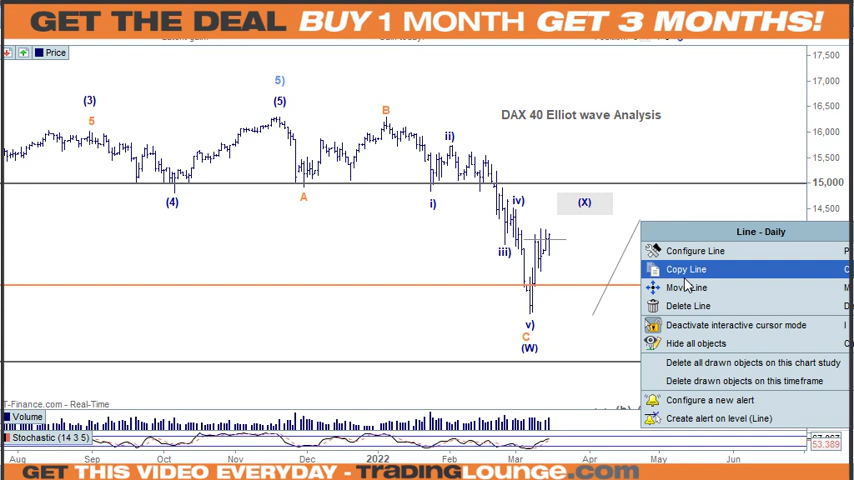 GET THE DEAL BUY 1 MONTH GET 3 MONTHS!
Price
17,500
17,000
16,500
16,000
15,500
15,000
14,500
5)
(3)
5
(5)
B
DAX 40 Elliot wave Analysis
ii)
(4)
A
i)
iv)
(X)
iii)
v)
C
(W)
Line - Daily
Configure Line P
Copy Line C
Move Line M
Delete Line De
Deactivate interactive cursor mode I
Hide all objects
Delete all drawn objects on this chart study
Delete drawn objects on this timeframe
Configure a new alert
Create alert on level (Line)
T-Finance.com - Real-Time
Volume
Stochastic (14 3 5)
53.389
Aug Sep Oct Nov Dec 2022 Feb Mar Apr May Jun
GET THIS VIDEO EVERYDAY - TRADINGLOUNGE.com